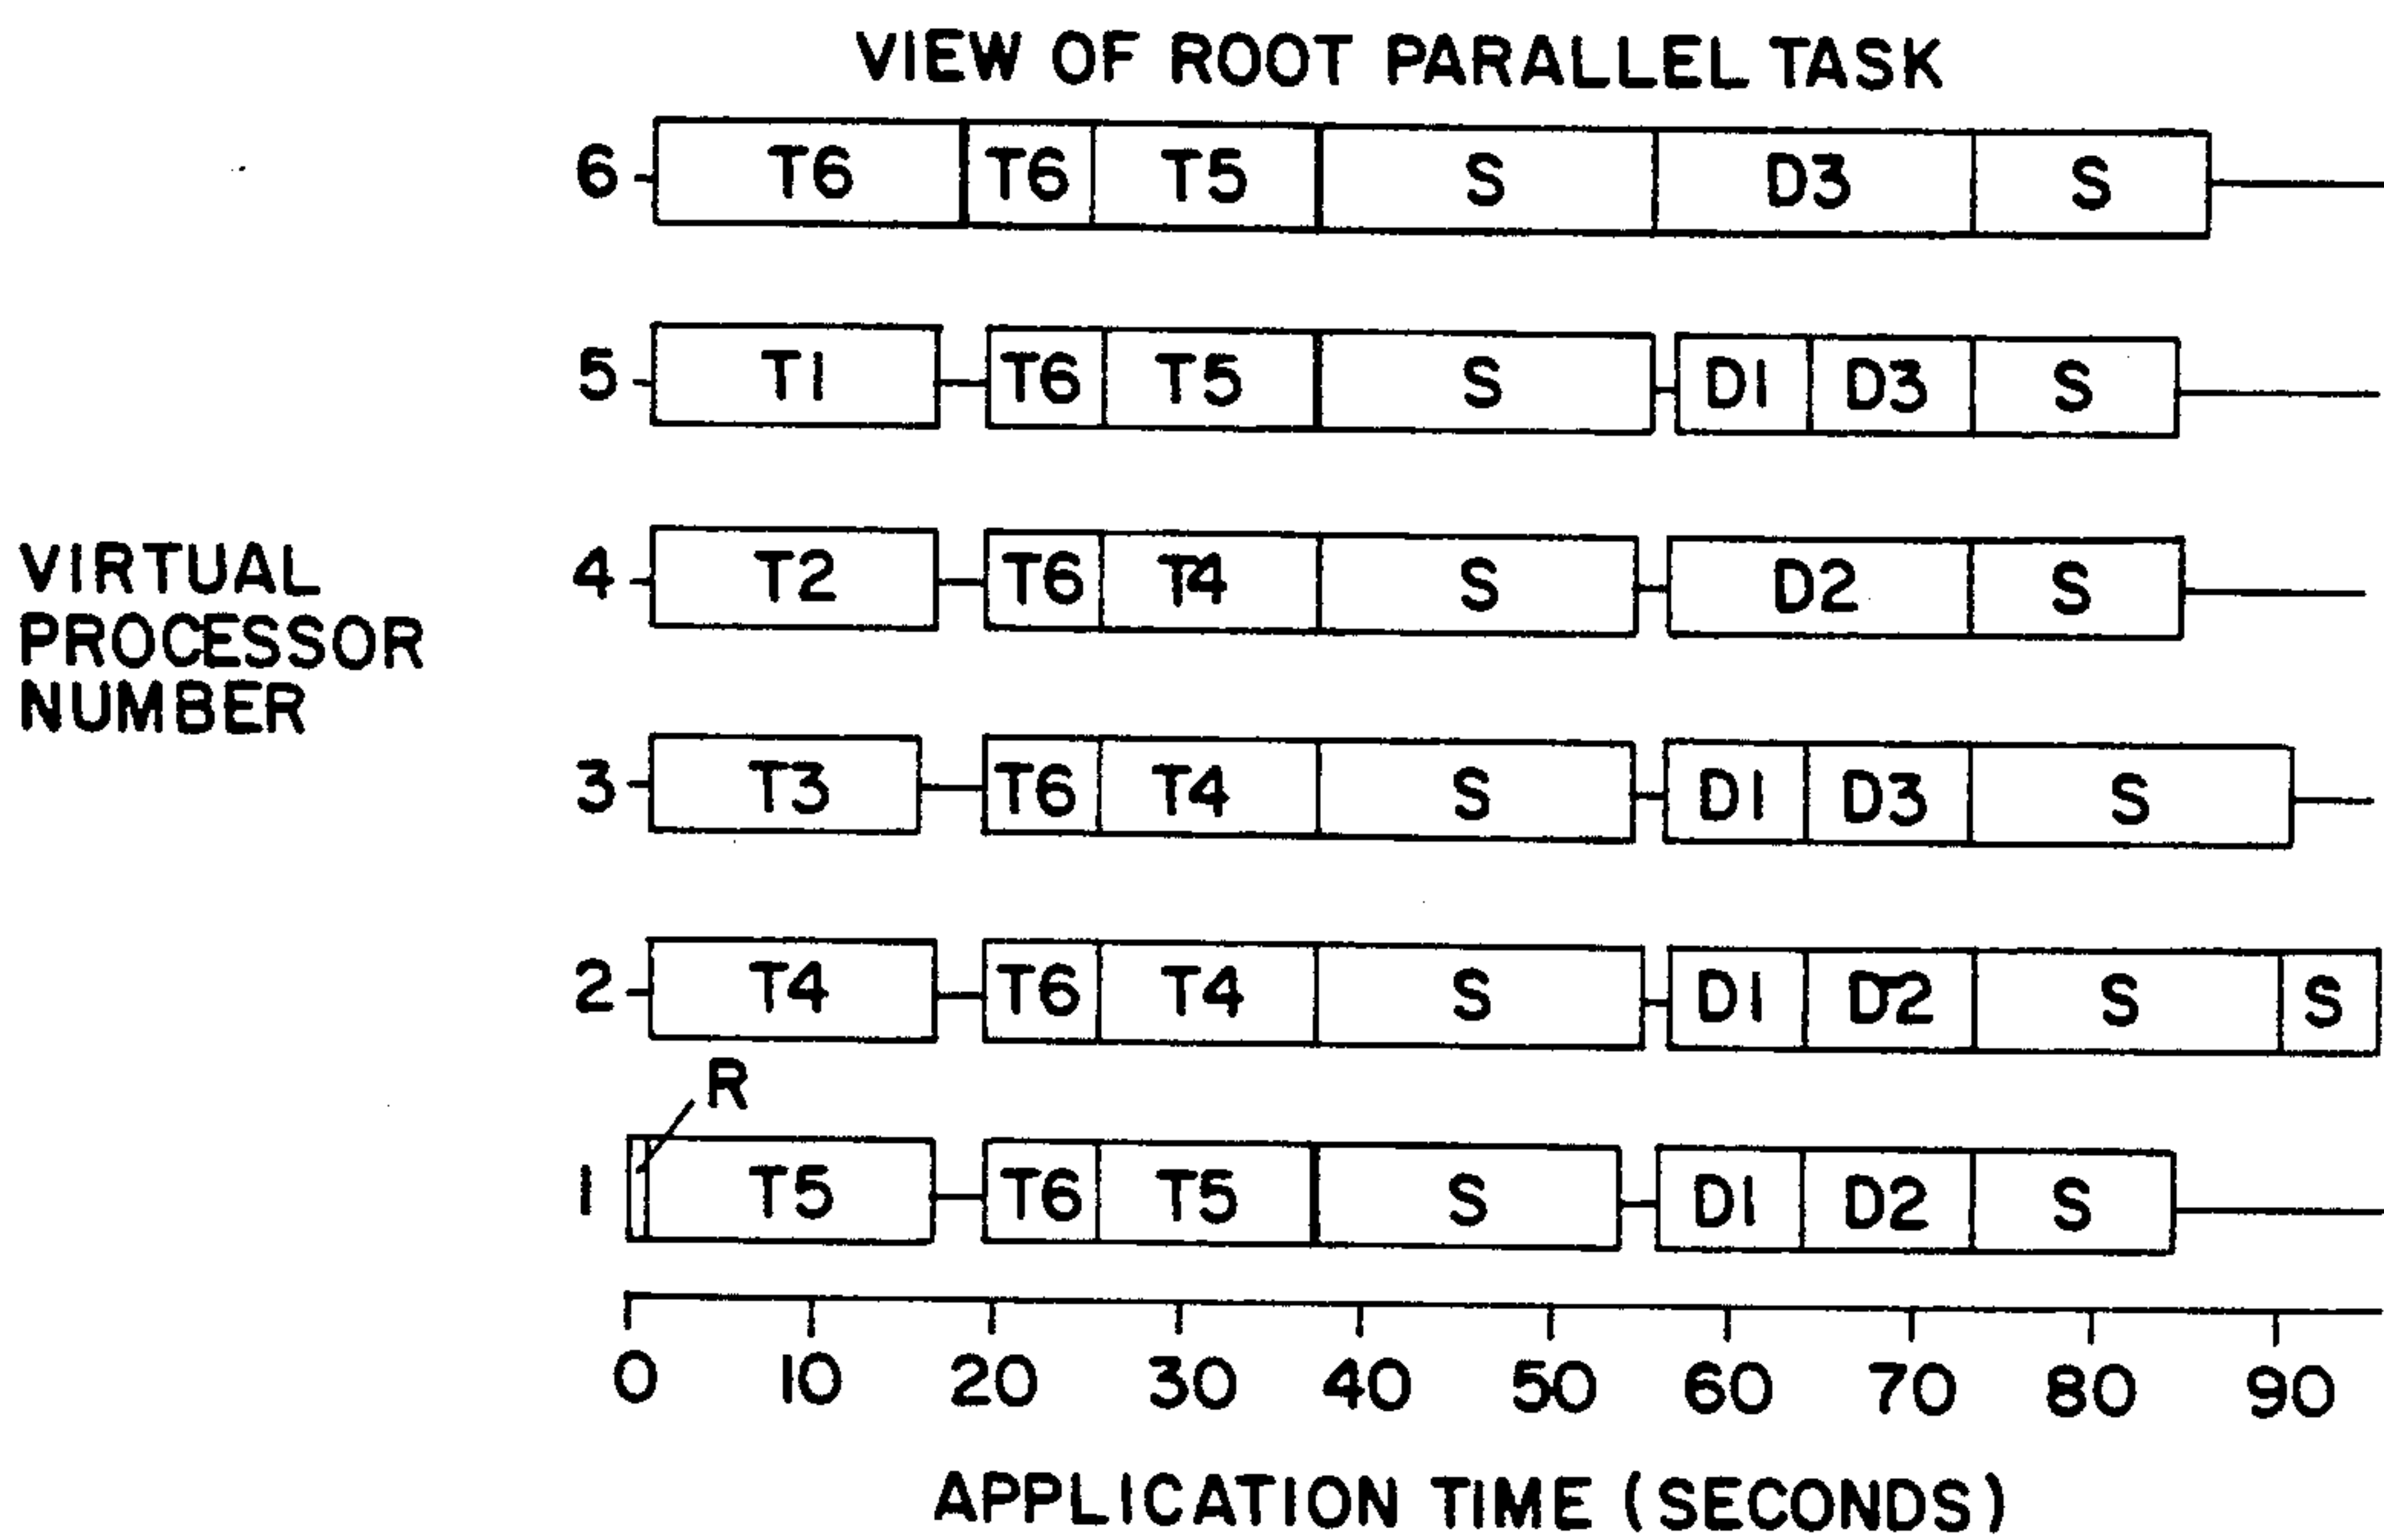 VIEW OF ROOT PARALLEL TASK
6 T6 T6 T5 S D3 S
5 T1 T6 T5 S D1 D3 S
4 T2 T6 T4 S D2 S
VIRTUAL
PROCESSOR
NUMBER
3 T3 T6 T4 S D1 D3 S
2 T4 T6 T4 S D1 D2 S S
R
1 T5 T6 T5 S D1 D2 S
0 10 20 30 40 50 60 70 80 90
APPLICATION TIME (SECONDS)